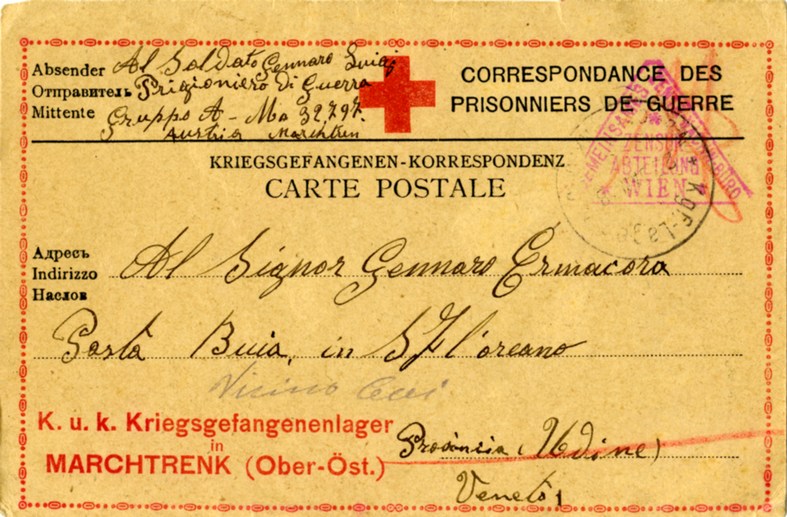 Absender Al Soldato Gennaro Luigi
Отправитель Prigioniero di Guerra
Mittente Gruppo A - Mo 32797
Austria Marchtren
CORRESPONDANCE DES
PRISONNIERS DE GUERRE
KRIEGSGEFANGENEN-KORRESPONDENZ
CARTE POSTALE
GEMEINSAMES
ZENSUR
ABTEILUNG
WIEN
Адресъ
Indirizzo Al Signor Gennaro Ermacora
Наслов
Posta Buia, in S Floreano
Vicino
K. u. k. Kriegsgefangenenlager
in
MARCHTRENK (Ober-Öst.)
Provincia (Udine)
Veneto